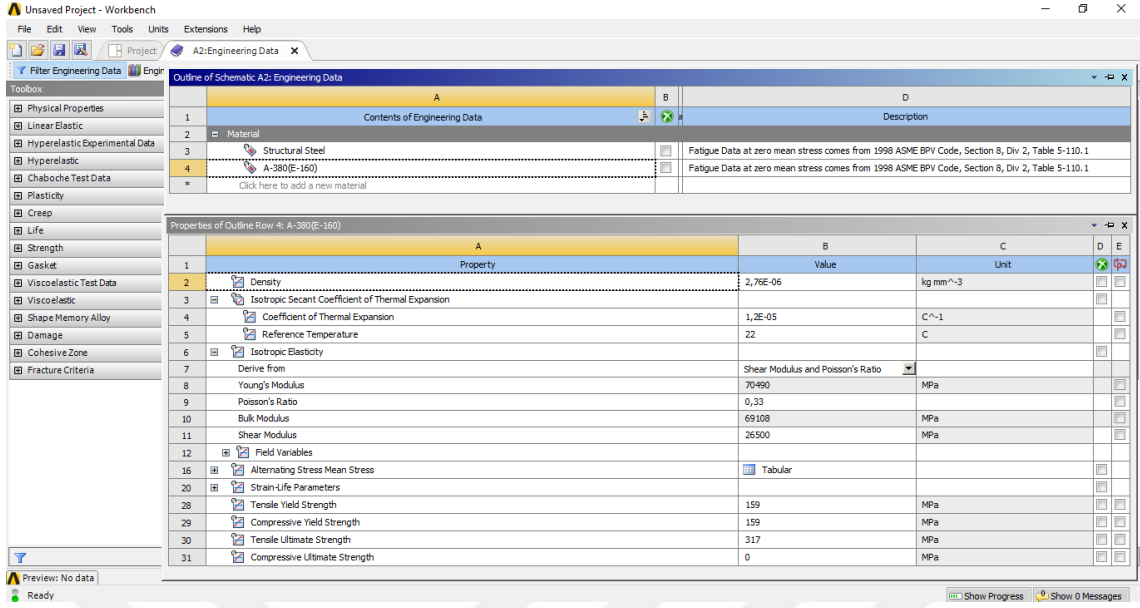 Unsaved Project - Workbench
File Edit View Tools Units Extensions Help
Project A2:Engineering Data X
Filter Engineering Data Engin
Toolbox
Physical Properties
Linear Elastic
Hyperelastic Experimental Data
Hyperelastic
Chaboche Test Data
Plasticity
Creep
Life
Strength
Gasket
Viscoelastic Test Data
Viscoelastic
Shape Memory Alloy
Damage
Cohesive Zone
Fracture Criteria
Outline of Schematic A2: Engineering Data
A B D
1 Contents of Engineering Data Description
2 Material
3 Structural Steel Fatigue Data at zero mean stress comes from 1998 ASME BPV Code, Section 8, Div 2, Table 5-110.1
4 A-380(E-160) Fatigue Data at zero mean stress comes from 1998 ASME BPV Code, Section 8, Div 2, Table 5-110.1
* Click here to add a new material
Properties of Outline Row 4: A-380(E-160)
A B C D E
1 Property Value Unit
2 Density 2,76E-06 kg mm^-3
3 Isotropic Secant Coefficient of Thermal Expansion
4 Coefficient of Thermal Expansion 1,2E-05 C^-1
5 Reference Temperature 22 C
6 Isotropic Elasticity
7 Derive from Shear Modulus and Poisson's Ratio
8 Young's Modulus 70490 MPa
9 Poisson's Ratio 0,33
10 Bulk Modulus 69108 MPa
11 Shear Modulus 26500 MPa
12 Field Variables
16 Alternating Stress Mean Stress Tabular
20 Strain-Life Parameters
28 Tensile Yield Strength 159 MPa
29 Compressive Yield Strength 159 MPa
30 Tensile Ultimate Strength 317 MPa
31 Compressive Ultimate Strength 0 MPa
Preview: No data
Ready Show Progress 0 Show 0 Messages